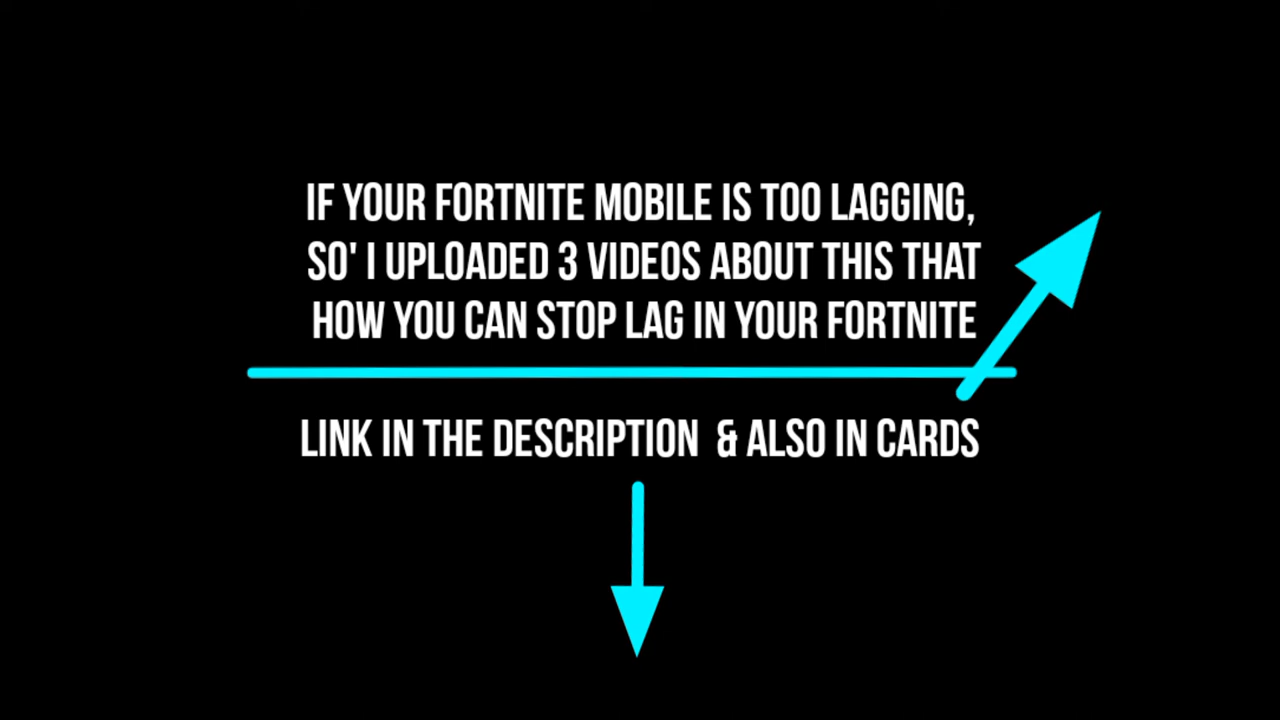 IF YOUR FORTNITE MOBILE IS TOO LAGGING,
SO' I UPLOADED 3 VIDEOS ABOUT THIS THAT
HOW YOU CAN STOP LAG IN YOUR FORTNITE
LINK IN THE DESCRIPTION & ALSO IN CARDS